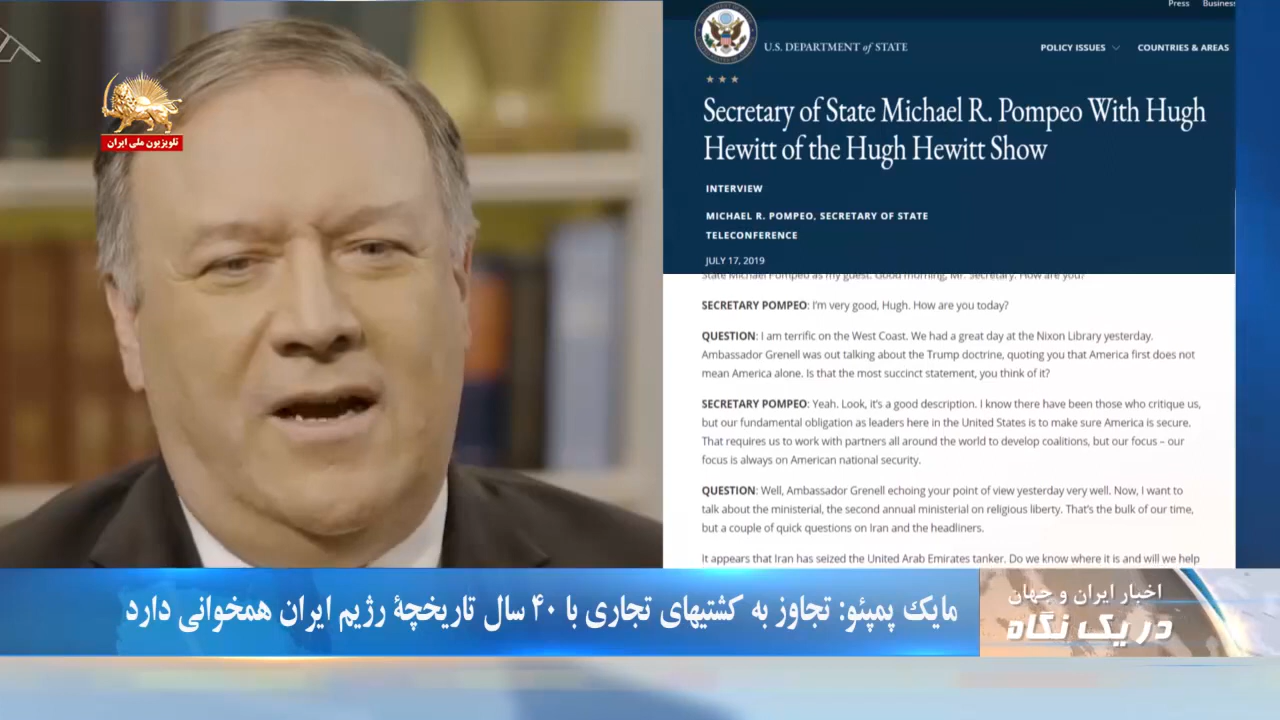 تلویزیون ملی ایران
Press Business
U.S. DEPARTMENT of STATE
POLICY ISSUES COUNTRIES & AREAS
Secretary of State Michael R. Pompeo With Hugh
Hewitt of the Hugh Hewitt Show
INTERVIEW
MICHAEL R. POMPEO, SECRETARY OF STATE
TELECONFERENCE
JULY 17, 2019
State Michael Pompeo as my guest. Good morning, Mr. Secretary. How are you?
SECRETARY POMPEO: I'm very good, Hugh. How are you today?
QUESTION: I am terrific on the West Coast. We had a great day at the Nixon Library yesterday.
Ambassador Grenell was out talking about the Trump doctrine, quoting you that America first does not
mean America alone. Is that the most succinct statement, you think of it?
SECRETARY POMPEO: Yeah. Look, it's a good description. I know there have been those who critique us,
but our fundamental obligation as leaders here in the United States is to make sure America is secure.
That requires us to work with partners all around the world to develop coalitions, but our focus – our
focus is always on American national security.
QUESTION: Well, Ambassador Grenell echoing your point of view yesterday very well. Now, I want to
talk about the ministerial, the second annual ministerial on religious liberty. That's the bulk of our time,
but a couple of quick questions on Iran and the headliners.
It appears that Iran has seized the United Arab Emirates tanker. Do we know where it is and will we help
اخبار ایران و جهان
در یک نگاه
مایک پمپئو: تجاوز به کشتیهای تجاری با ۴۰ سال تاریخچهٔ رژیم ایران همخوانی دارد